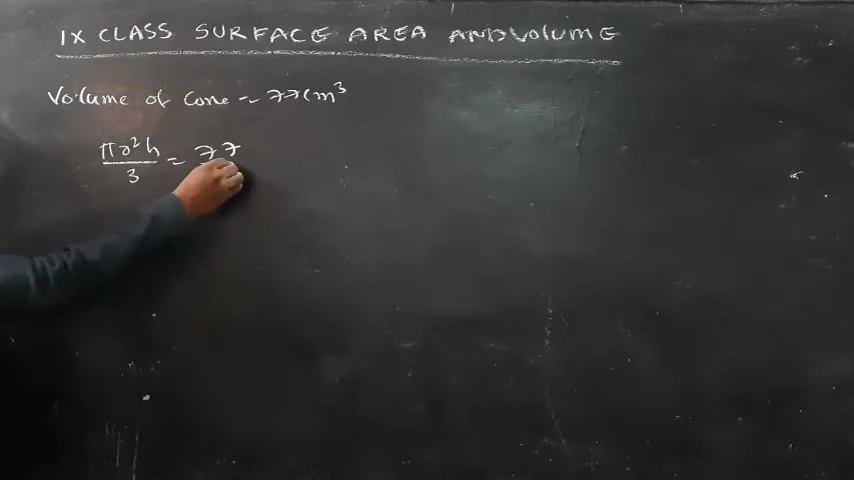 IX CLASS SURFACE AREA AND VOLUME
Volume of Cone = 77cm³
πr²h/3 = 77